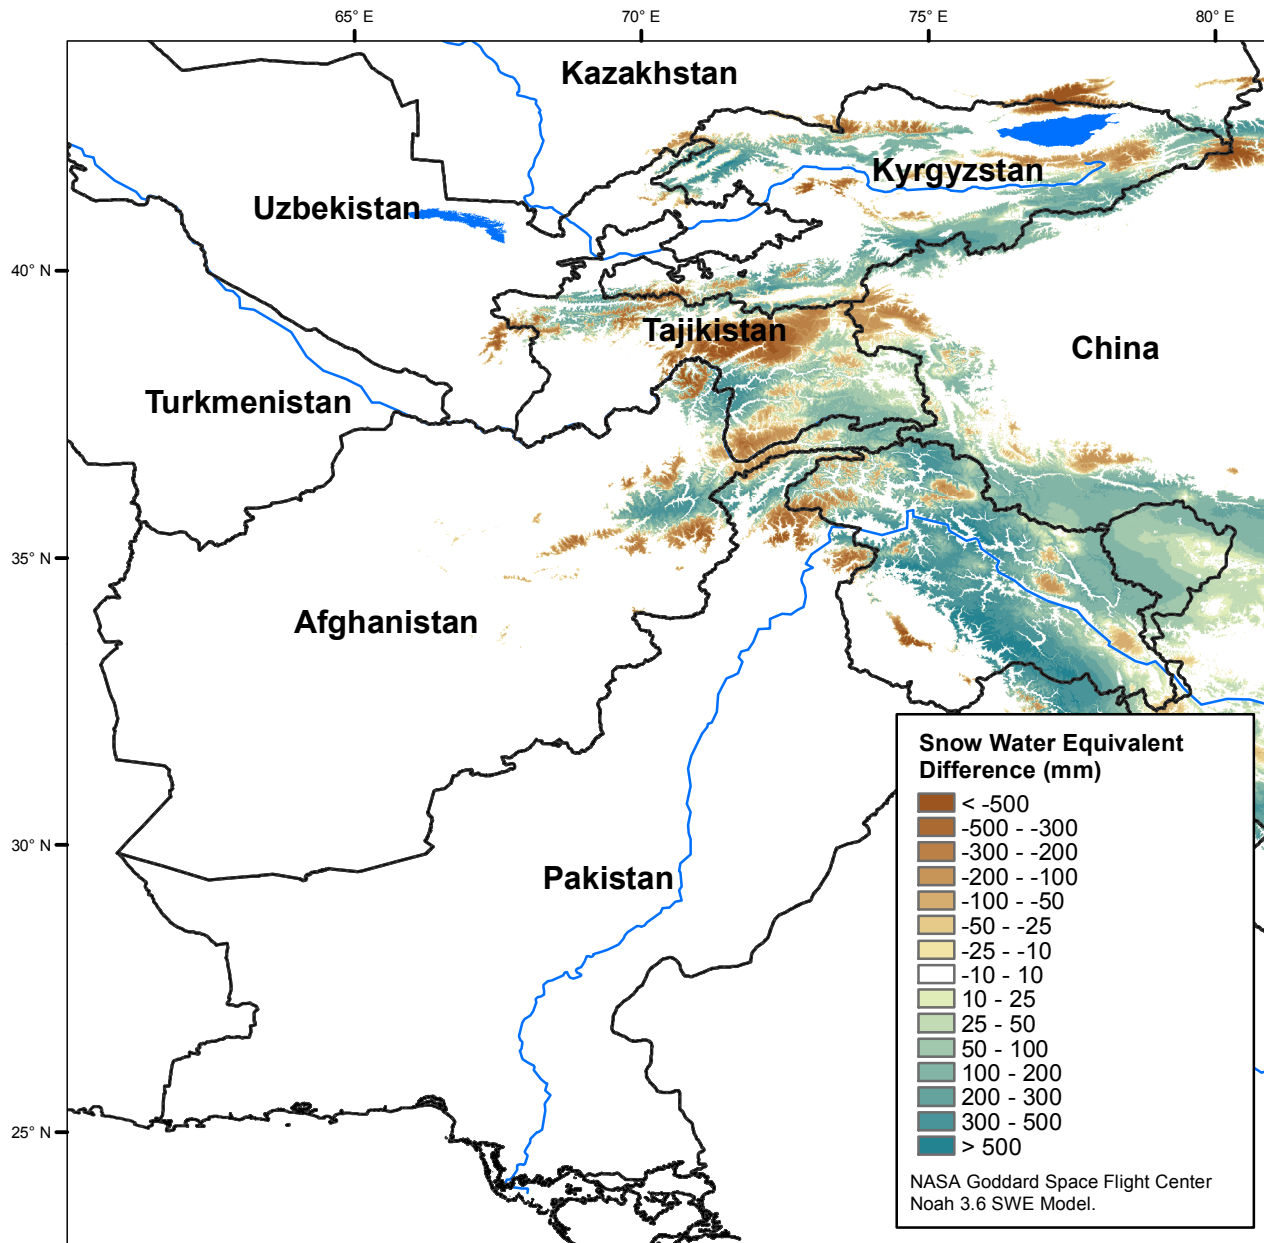 65° E
70° E
75° E
80° E
Kazakhstan
Kyrgyzstan
Uzbekistan
40° N
Tajikistan
China
Turkmenistan
35° N
Afghanistan
30° N
Pakistan
25° N
Snow Water Equivalent
Difference (mm)
< -500
-500 - -300
-300 - -200
-200 - -100
-100 - -50
-50 - -25
-25 - -10
-10 - 10
10 - 25
25 - 50
50 - 100
100 - 200
200 - 300
300 - 500
> 500
NASA Goddard Space Flight Center
Noah 3.6 SWE Model.